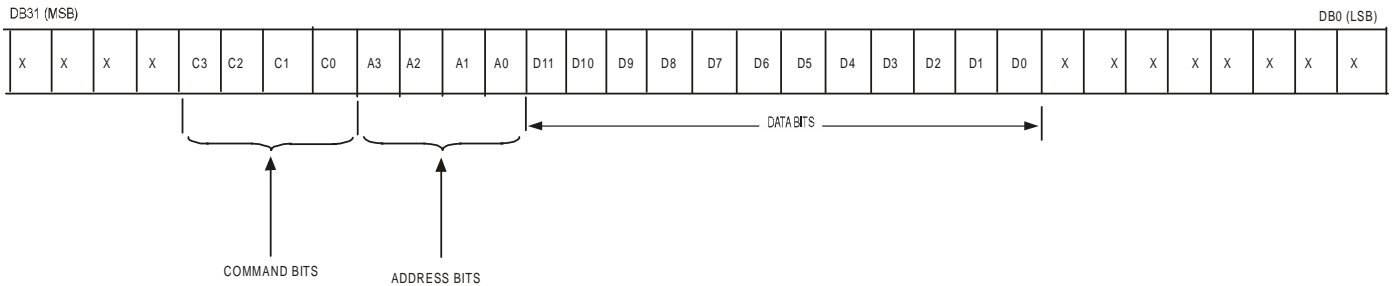 DB31 (MSB) DB0 (LSB)
X X X X C3 C2 C1 C0 A3 A2 A1 A0 D11 D10 D9 D8 D7 D6 D5 D4 D3 D2 D1 D0 X X X X X X X X
DATA BITS
COMMAND BITS ADDRESS BITS